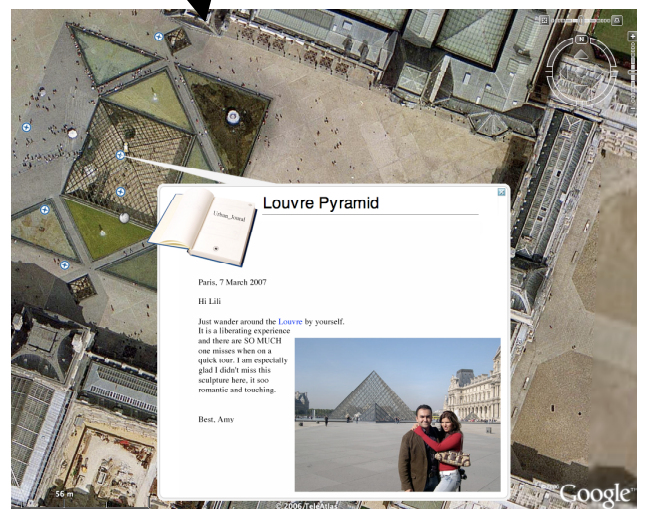 N
Louvre Pyramid
Urban_Jounal
Paris, 7 March 2007
Hi Lili
Just wander around the Louvre by yourself.
It is a liberating experience
and there are SO MUCH
one misses when on a
quick tour. I am especially
glad I didn't miss this
sculpture here, it soo
romantic and touching.
Best, Amy
56 m
© 2006 TeleAtlas
Google™